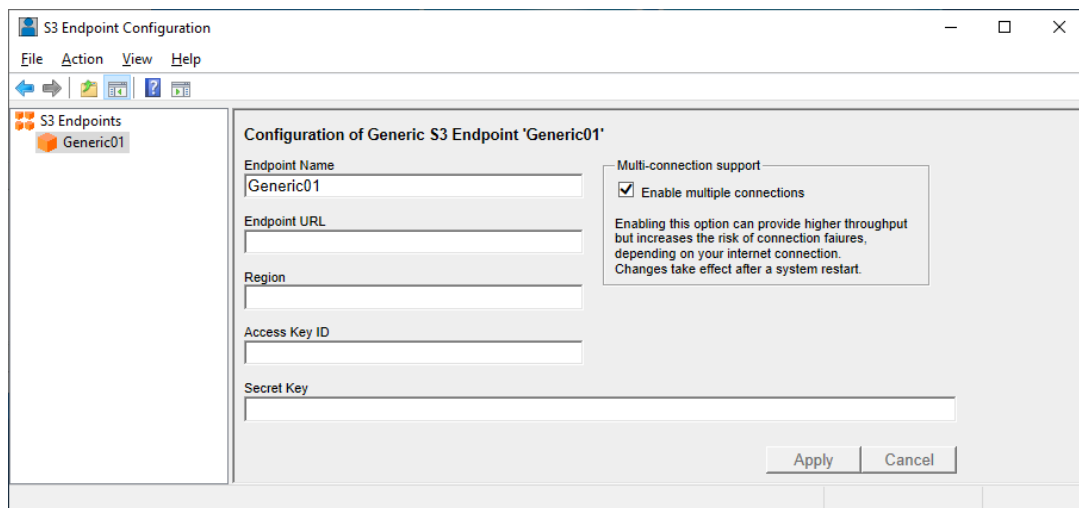 S3 Endpoint Configuration
File Action View Help
S3 Endpoints
Generic01
Configuration of Generic S3 Endpoint 'Generic01'
Endpoint Name
Generic01
Endpoint URL
Region
Access Key ID
Secret Key
Multi-connection support
Enable multiple connections
Enabling this option can provide higher throughput
but increases the risk of connection faiures,
depending on your internet connection.
Changes take effect after a system restart.
Apply Cancel